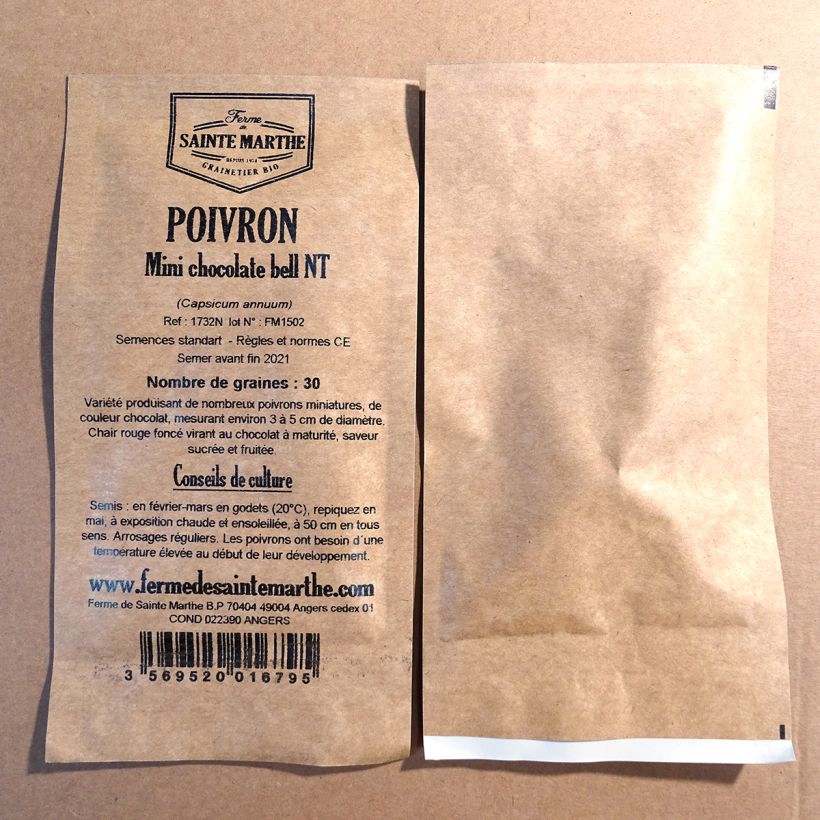 Ferme
de
SAINTE MARTHE
DEPUIS 1974
GRAINETIER BIO
POIVRON
Mini chocolate bell NT
(Capsicum annuum)
Ref : 1732N lot N° : FM1502
Semences standart - Règles et normes CE
Semer avant fin 2021
Nombre de graines : 30
Variété produisant de nombreux poivrons miniatures, de
couleur chocolat, mesurant environ 3 à 5 cm de diamètre.
Chair rouge foncé virant au chocolat à maturité, saveur
sucrée et fruitée.
Conseils de culture
Semis : en février-mars en godets (20°C), repiquez en
mai, à exposition chaude et ensoleillée, à 50 cm en tous
sens. Arrosages réguliers. Les poivrons ont besoin d´une
température élevée au début de leur développement.
www.fermedesaintemarthe.com
Ferme de Sainte Marthe B.P 70404 49004 Angers cedex 01
COND 022390 ANGERS
3 569520 016795